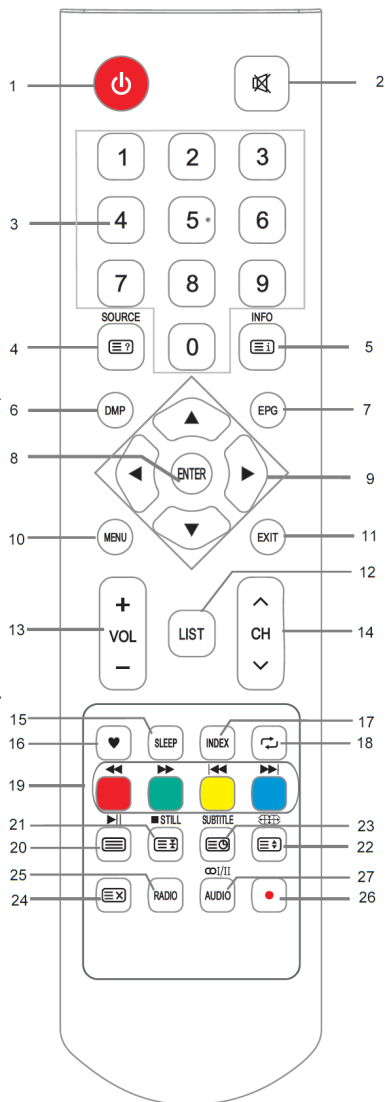 1 2
1 2 3
3 4 5 6
7 8 9
SOURCE INFO
4 ? 0 i 5
6 DMP EPG 7
8 ENTER 9
10 MENU EXIT 11
12
+
13 VOL LIST CH 14
−
15 17
16 SLEEP INDEX 18
19
STILL SUBTITLE
21 23
20 22
I/II
25 27
24 X RADIO AUDIO 26